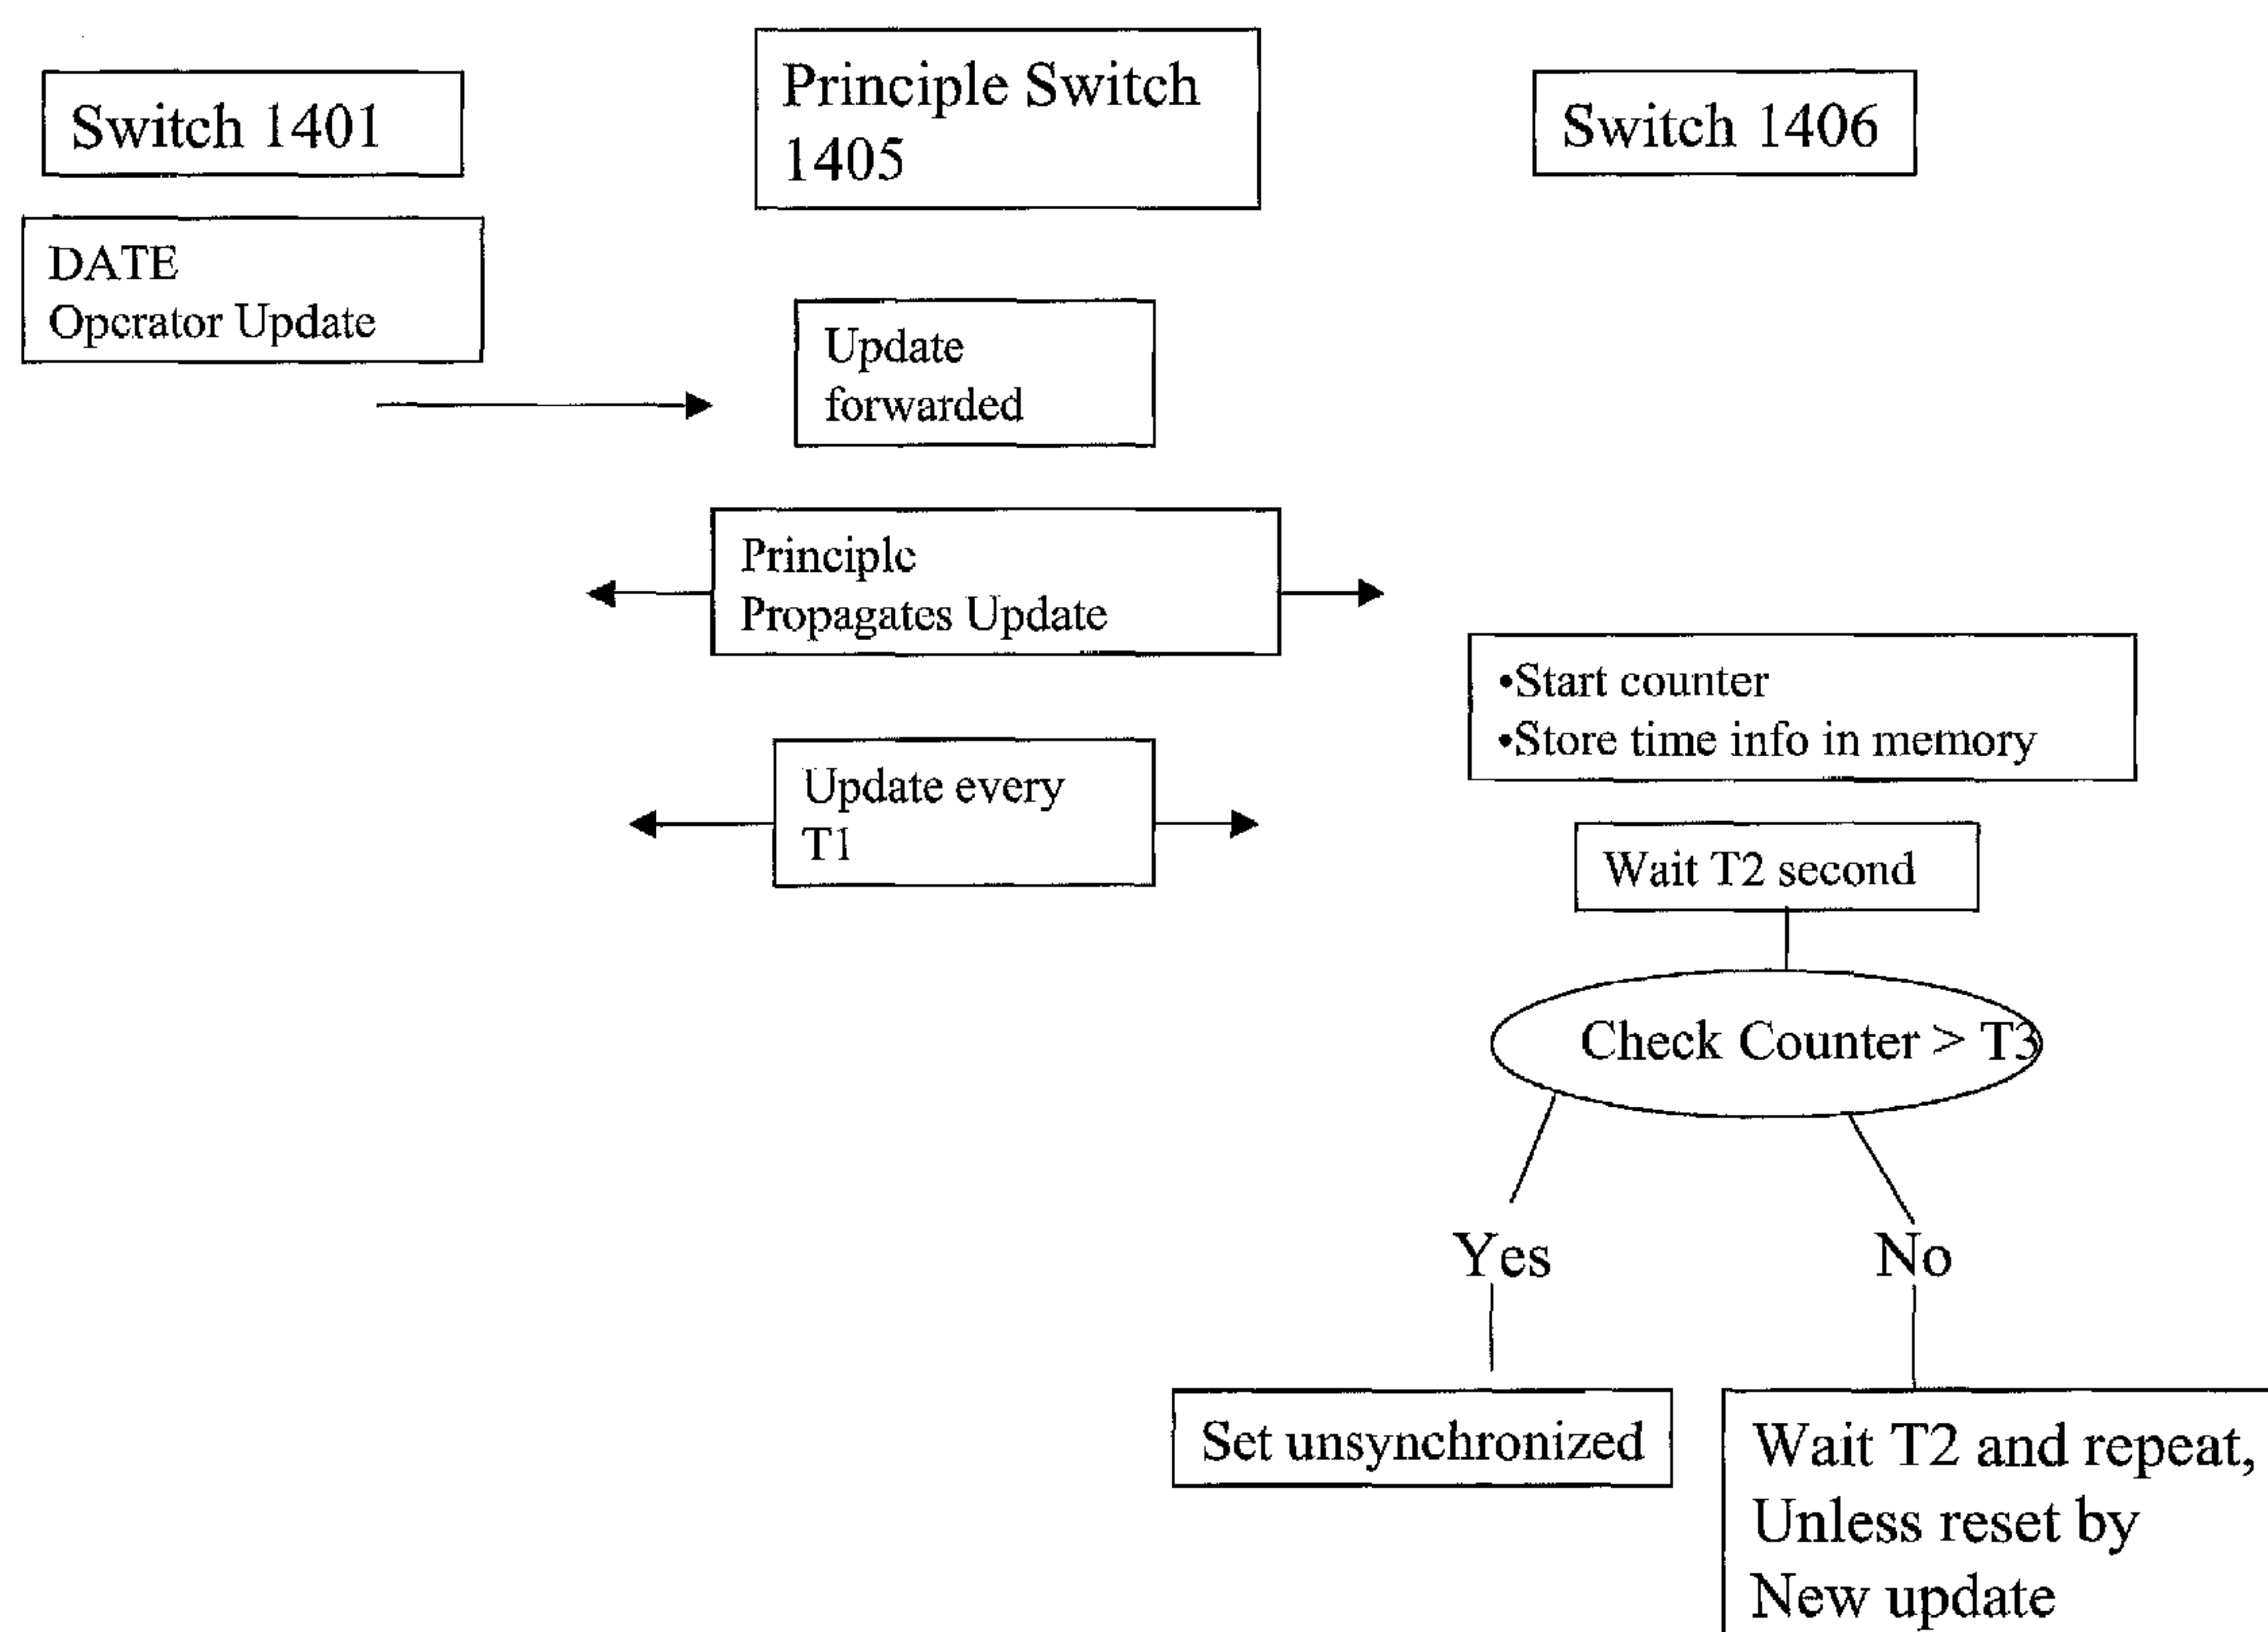 Switch 1401
Principle Switch
1405
Switch 1406
DATE
Operator Update
Update
forwarded
Principle
Propagates Update
•Start counter
•Store time info in memory
Update every
T1
Wait T2 second
Check Counter > T3
Yes
No
Set unsynchronized
Wait T2 and repeat,
Unless reset by
New update